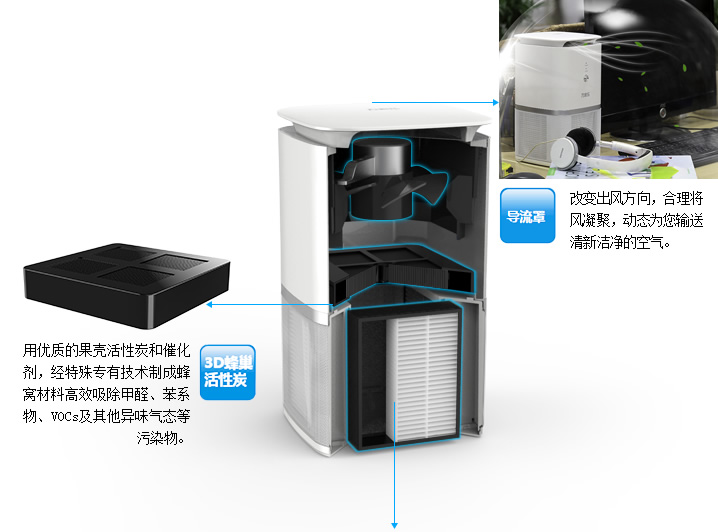 导流罩
改变出风方向，合理将
风凝聚，动态为您输送
清新洁净的空气。
3D蜂巢
活性炭
用优质的果壳活性炭和催化
剂，经特殊专有技术制成蜂
窝材料高效吸除甲醛、苯系
物、VOCs及其他异味气态等
污染物。